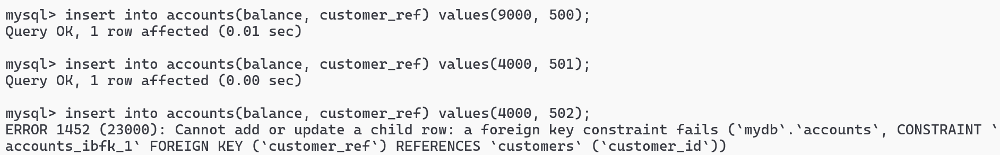 mysql> insert into accounts(balance, customer_ref) values(9000, 500);
Query OK, 1 row affected (0.01 sec)

mysql> insert into accounts(balance, customer_ref) values(4000, 501);
Query OK, 1 row affected (0.00 sec)

mysql> insert into accounts(balance, customer_ref) values(4000, 502);
ERROR 1452 (23000): Cannot add or update a child row: a foreign key constraint fails (`mydb`.`accounts`, CONSTRAINT `
accounts_ibfk_1` FOREIGN KEY (`customer_ref`) REFERENCES `customers` (`customer_id`))